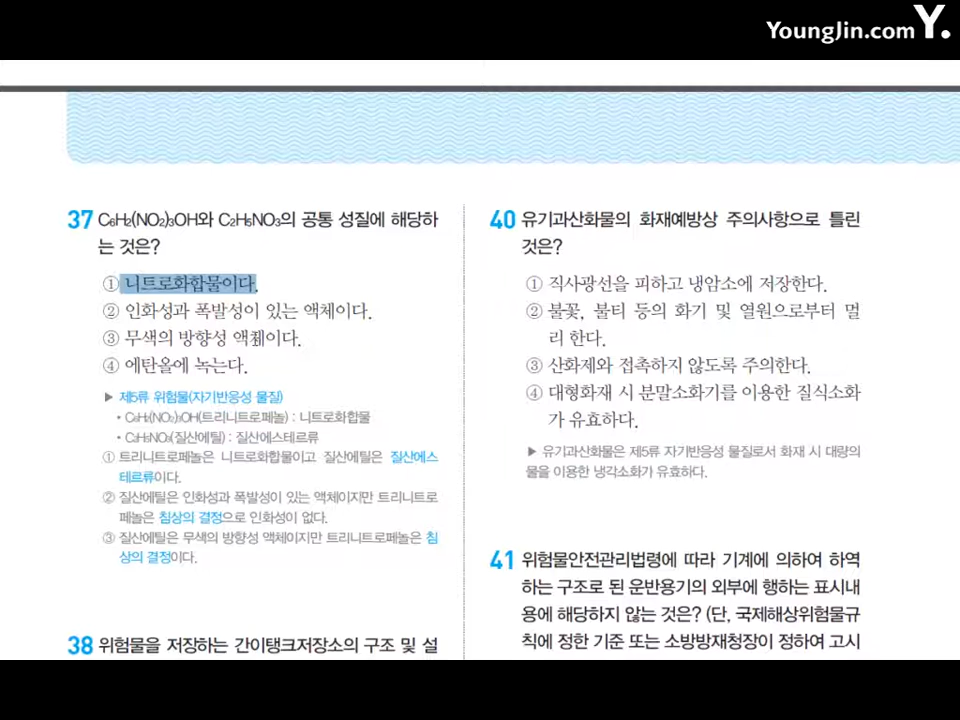 YoungJin.com Y.
37 C₆H₂(NO₂)₃OH와 C₂H₅NO₃의 공통 성질에 해당하
는 것은?
① 니트로화합물이다.
② 인화성과 폭발성이 있는 액체이다.
③ 무색의 방향성 액체이다.
④ 에탄올에 녹는다.
▶ 제5류 위험물(자기반응성 물질)
• C₆H₂(NO₂)₃OH(트리니트로페놀) : 니트로화합물
• C₂H₅NO₃(질산에틸) : 질산에스테르류
① 트리니트로페놀은 니트로화합물이고 질산에틸은 질산에스
테르류이다.
② 질산에틸은 인화성과 폭발성이 있는 액체이지만 트리니트로
페놀은 침상의 결정으로 인화성이 없다.
③ 질산에틸은 무색의 방향성 액체이지만 트리니트로페놀은 침
상의 결정이다.
38 위험물을 저장하는 간이탱크저장소의 구조 및 설
40 유기과산화물의 화재예방상 주의사항으로 틀린
것은?
① 직사광선을 피하고 냉암소에 저장한다.
② 불꽃, 불티 등의 화기 및 열원으로부터 멀
리 한다.
③ 산화제와 접촉하지 않도록 주의한다.
④ 대형화재 시 분말소화기를 이용한 질식소화
가 유효하다.
▶ 유기과산화물은 제5류 자기반응성 물질로서 화재 시 대량의
물을 이용한 냉각소화가 유효하다.
41 위험물안전관리법령에 따라 기계에 의하여 하역
하는 구조로 된 운반용기의 외부에 행하는 표시내
용에 해당하지 않는 것은? (단, 국제해상위험물규
칙에 정한 기준 또는 소방방재청장이 정하여 고시